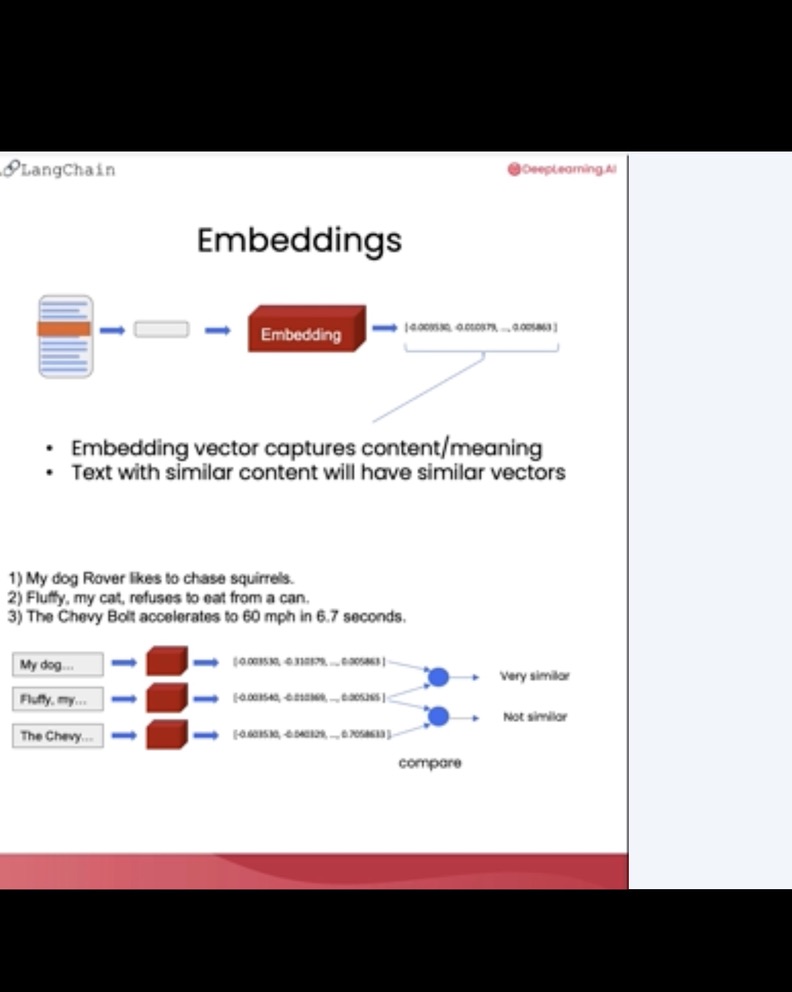 LangChain
DeepLearning.AI
Embeddings
Embedding
[-0.003530, -0.010379, ..., 0.005863 ]
• Embedding vector captures content/meaning
• Text with similar content will have similar vectors
1) My dog Rover likes to chase squirrels.
2) Fluffy, my cat, refuses to eat from a can.
3) The Chevy Bolt accelerates to 60 mph in 6.7 seconds.
My dog... [-0.003530, -0.310379, ..., 0.005863 ] Very similar
Fluffy, my... [-0.003540, -0.010369, ..., 0.005265 ]
Not similar
The Chevy... [-0.603530, -0.040329, ..., 0.7058633 ]
compare